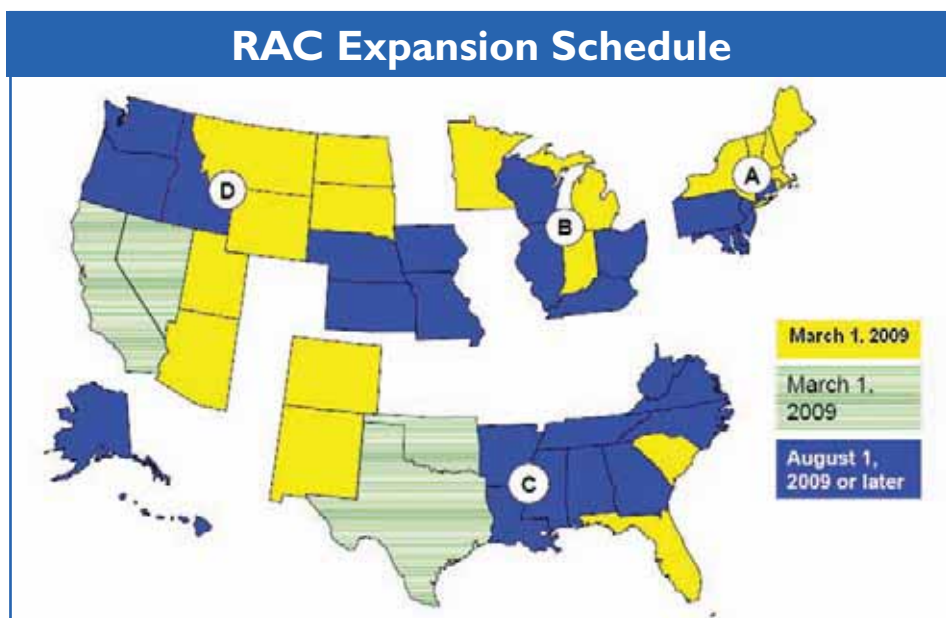 RAC Expansion Schedule
A
D
B
March 1, 2009
March 1,
2009
August 1,
2009 or later
C